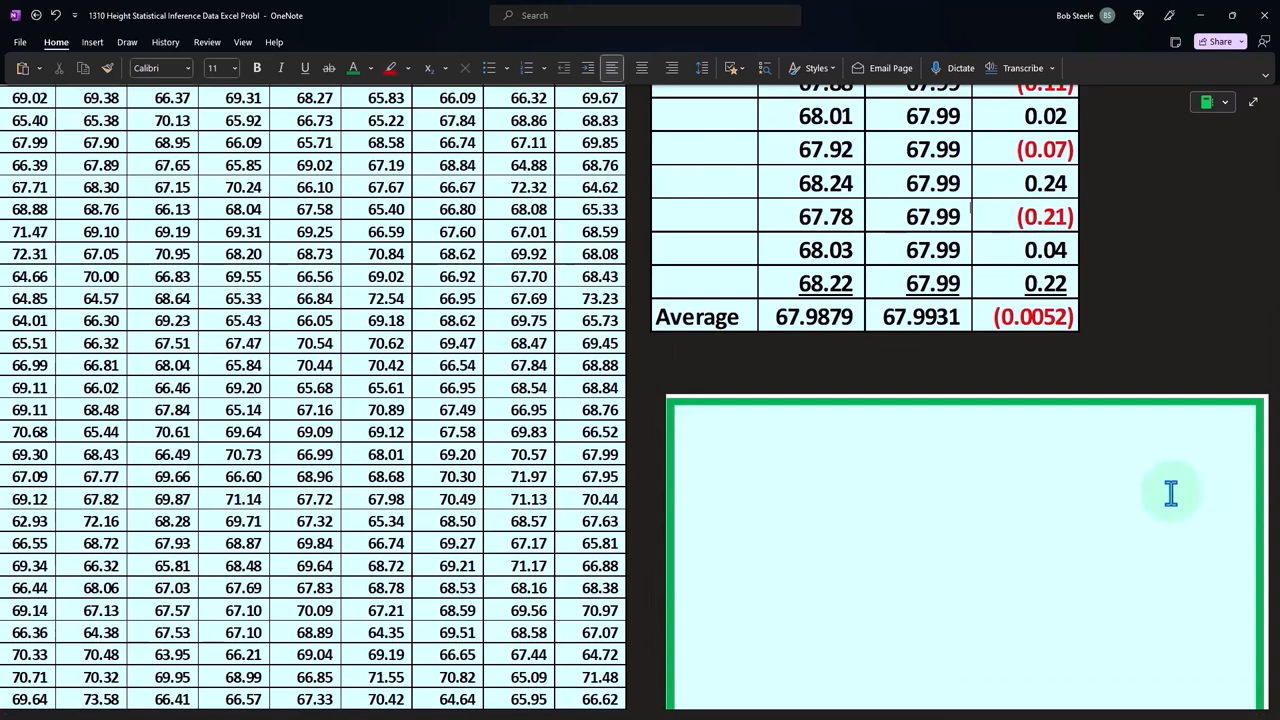 1310 Height Statistical Inference Data Excel Probl - OneNote
Search
Bob Steele
BS
File Home Insert Draw History Review View Help
Share
Calibri 11 B I U ab A Styles Email Page Dictate Transcribe
69.02 69.38 66.37 69.31 68.27 65.83 66.09 66.32 69.67
65.40 65.38 70.13 65.92 66.73 65.22 67.84 68.86 68.83
67.99 67.90 68.95 66.09 65.71 68.58 66.74 67.11 69.85
66.39 67.89 67.65 65.85 69.02 67.19 68.84 64.88 68.76
67.71 68.30 67.15 70.24 66.10 67.67 66.67 72.32 64.62
68.88 68.76 66.13 68.04 67.58 65.40 66.80 68.08 65.33
71.47 69.10 69.19 69.31 69.25 66.59 67.60 67.01 68.59
72.31 67.05 70.95 68.20 68.73 70.84 68.62 69.92 68.08
64.66 70.00 66.83 69.55 66.56 69.02 66.92 67.70 68.43
64.85 64.57 68.64 65.33 66.84 72.54 66.95 67.69 73.23
64.01 66.30 69.23 65.43 66.05 69.18 68.62 69.75 65.73
65.51 66.32 67.51 67.47 70.54 70.62 69.47 68.47 69.45
66.99 66.81 68.04 65.84 70.44 70.42 66.54 67.84 68.88
69.11 66.02 66.46 69.20 65.68 65.61 66.95 68.54 68.84
69.11 68.48 67.84 65.14 67.16 70.89 67.49 66.95 68.76
70.68 65.44 70.61 69.64 69.09 69.12 67.58 69.83 66.52
69.30 68.43 66.49 70.73 66.99 68.01 69.20 70.57 67.99
67.09 67.77 69.66 66.60 68.96 68.68 70.30 71.97 67.95
69.12 67.82 69.87 71.14 67.72 67.98 70.49 71.13 70.44
62.93 72.16 68.28 69.71 67.32 65.34 68.50 68.57 67.63
66.55 68.72 67.93 68.87 69.84 66.74 69.27 67.17 65.81
69.34 66.32 65.81 68.48 69.64 68.72 69.21 71.17 66.88
66.44 68.06 67.03 67.69 67.83 68.78 68.53 68.16 68.38
69.14 67.13 67.57 67.10 70.09 67.21 68.59 69.56 70.97
66.36 64.38 67.53 67.10 68.89 64.35 69.51 68.58 67.07
70.33 70.48 63.95 66.21 69.04 69.19 66.65 67.44 64.72
70.71 70.32 69.95 68.99 66.85 71.55 70.82 65.09 71.48
69.64 73.58 66.41 66.57 67.33 70.42 64.64 65.95 66.62
67.88 67.99 (0.11)
68.01 67.99 0.02
67.92 67.99 (0.07)
68.24 67.99 0.24
67.78 67.99 (0.21)
68.03 67.99 0.04
68.22 67.99 0.22
Average 67.9879 67.9931 (0.0052)